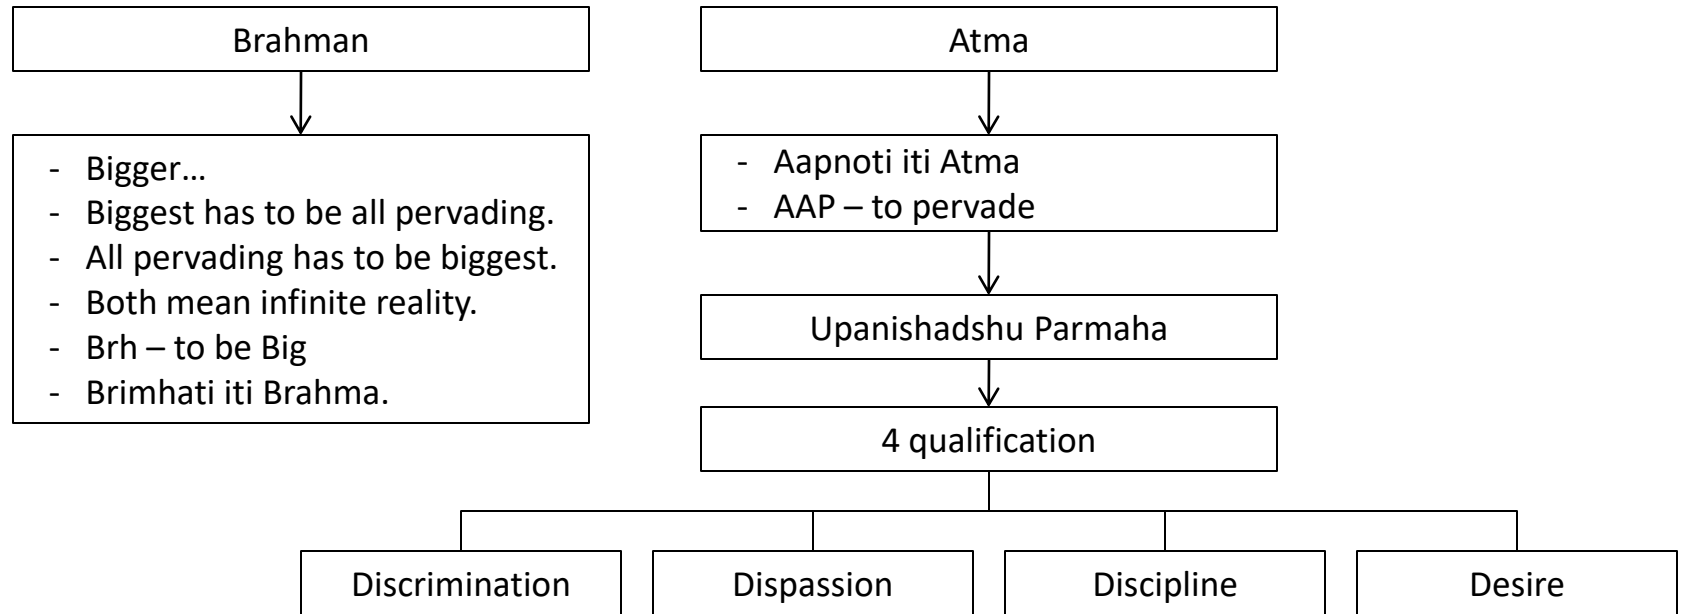 Brahman
- Bigger...
- Biggest has to be all pervading.
- All pervading has to be biggest.
- Both mean infinite reality.
- Brh – to be Big
- Brimhati iti Brahma.
Atma
- Aapnoti iti Atma
- AAP – to pervade
Upanishadshu Parmaha
4 qualification
Discrimination
Dispassion
Discipline
Desire